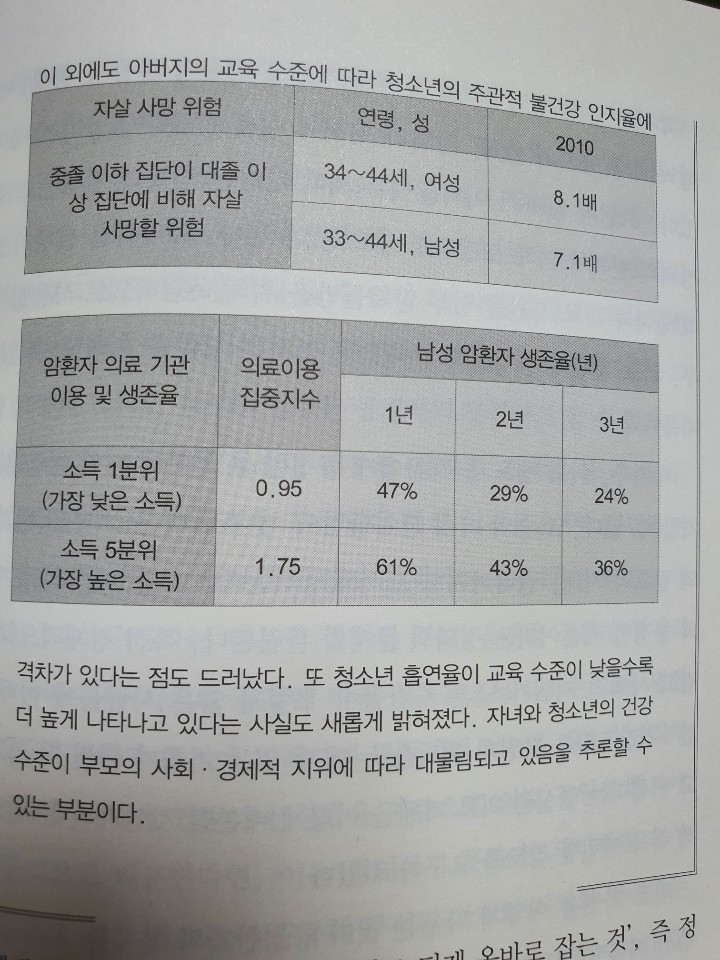 이 외에도 아버지의 교육 수준에 따라 청소년의 주관적 불건강 인지율에
자살 사망 위험 연령, 성 2010
중졸 이하 집단이 대졸 이
상 집단에 비해 자살
사망할 위험
34~44세, 여성 8.1배
33~44세, 남성 7.1배
암환자 의료 기관
이용 및 생존율
의료이용
집중지수
남성 암환자 생존율(년)
1년 2년 3년
소득 1분위
(가장 낮은 소득)
0.95 47% 29% 24%
소득 5분위
(가장 높은 소득)
1.75 61% 43% 36%
격차가 있다는 점도 드러났다. 또 청소년 흡연율이 교육 수준이 낮을수록
더 높게 나타나고 있다는 사실도 새롭게 밝혀졌다. 자녀와 청소년의 건강
수준이 부모의 사회·경제적 지위에 따라 대물림되고 있음을 추론할 수
있는 부분이다.
올바로 잡는 것', 즉 정